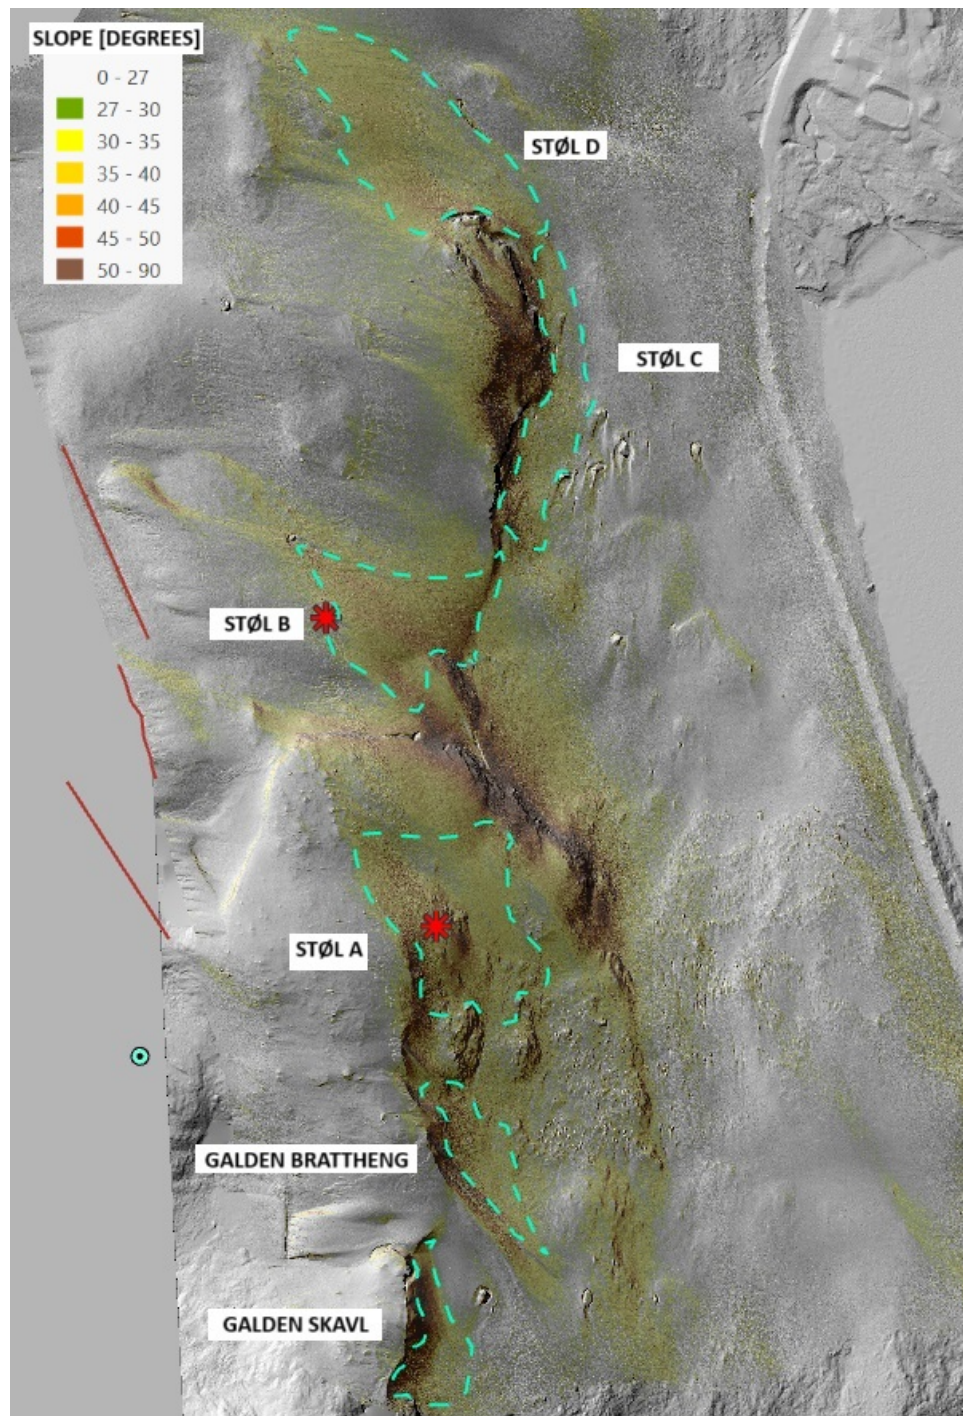 SLOPE [DEGREES]
0 - 27
27 - 30
30 - 35
35 - 40
40 - 45
45 - 50
50 - 90
STØL D
STØL C
STØL B
STØL A
GALDEN BRATTHENG
GALDEN SKAVL